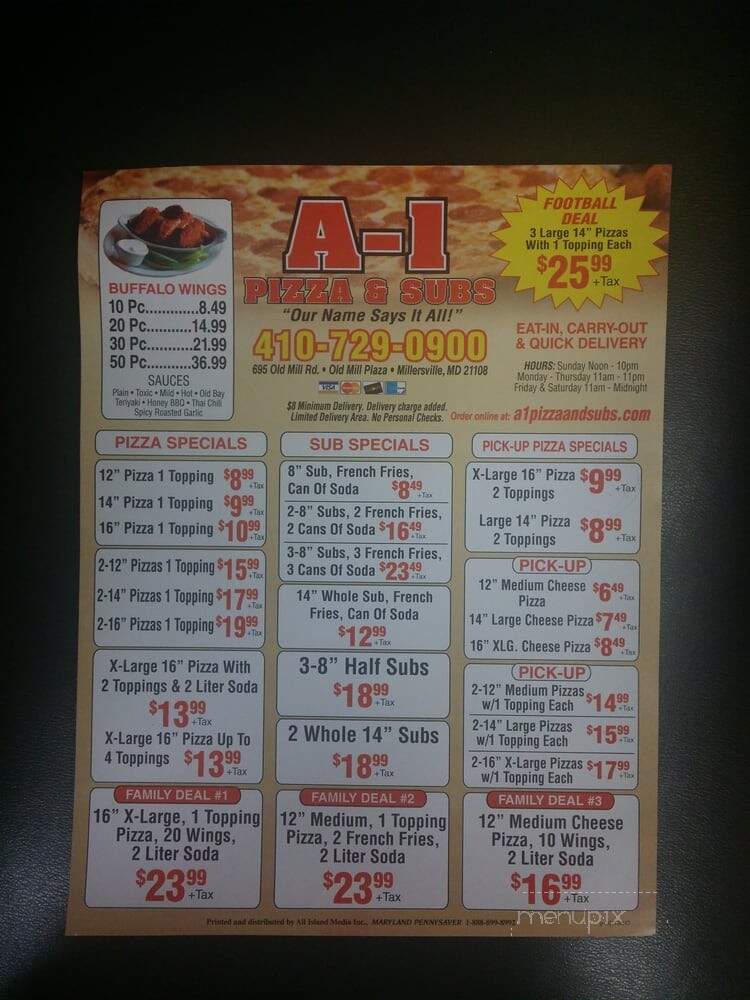 A-1
PIZZA & SUBS
"Our Name Says It All!"
410-729-0900
695 Old Mill Rd. • Old Mill Plaza • Millersville, MD 21108
VISA
$8 Minimum Delivery. Delivery charge added.
Limited Delivery Area. No Personal Checks.
Order online at: a1pizzaandsubs.com
BUFFALO WINGS
10 Pc.............8.49
20 Pc...........14.99
30 Pc...........21.99
50 Pc...........36.99
SAUCES
Plain • Toxic • Mild • Hot • Old Bay
Teriyaki • Honey BBQ • Thai Chili
Spicy Roasted Garlic
FOOTBALL
DEAL
3 Large 14" Pizzas
With 1 Topping Each
$25.99 +Tax
EAT-IN, CARRY-OUT
& QUICK DELIVERY
HOURS: Sunday Noon - 10pm
Monday - Thursday 11am - 11pm
Friday & Saturday 11am - Midnight
PIZZA SPECIALS
12" Pizza 1 Topping $8.99 +Tax
14" Pizza 1 Topping $9.99 +Tax
16" Pizza 1 Topping $10.99 +Tax
2-12" Pizzas 1 Topping $15.99 +Tax
2-14" Pizzas 1 Topping $17.99 +Tax
2-16" Pizzas 1 Topping $19.99 +Tax
X-Large 16" Pizza With
2 Toppings & 2 Liter Soda
$13.99 +Tax
X-Large 16" Pizza Up To
4 Toppings $13.99 +Tax
SUB SPECIALS
8" Sub, French Fries,
Can Of Soda $8.49 +Tax
2-8" Subs, 2 French Fries,
2 Cans Of Soda $16.49 +Tax
3-8" Subs, 3 French Fries,
3 Cans Of Soda $23.49 +Tax
14" Whole Sub, French
Fries, Can Of Soda
$12.99 +Tax
3-8" Half Subs
$18.99 +Tax
2 Whole 14" Subs
$18.99 +Tax
PICK-UP PIZZA SPECIALS
X-Large 16" Pizza $9.99 +Tax
2 Toppings
Large 14" Pizza $8.99 +Tax
2 Toppings
PICK-UP
12" Medium Cheese
Pizza $6.49 +Tax
14" Large Cheese Pizza $7.49 +Tax
16" XLG. Cheese Pizza $8.49 +Tax
PICK-UP
2-12" Medium Pizzas
w/1 Topping Each $14.99 +Tax
2-14" Large Pizzas
w/1 Topping Each $15.99 +Tax
2-16" X-Large Pizzas
w/1 Topping Each $17.99 +Tax
FAMILY DEAL #1
16" X-Large, 1 Topping
Pizza, 20 Wings,
2 Liter Soda
$23.99 +Tax
FAMILY DEAL #2
12" Medium, 1 Topping
Pizza, 2 French Fries,
2 Liter Soda
$23.99 +Tax
FAMILY DEAL #3
12" Medium Cheese
Pizza, 10 Wings,
2 Liter Soda
$16.99 +Tax
Printed and distributed by All Island Media Inc., MARYLAND PENNYSAVER
menupix